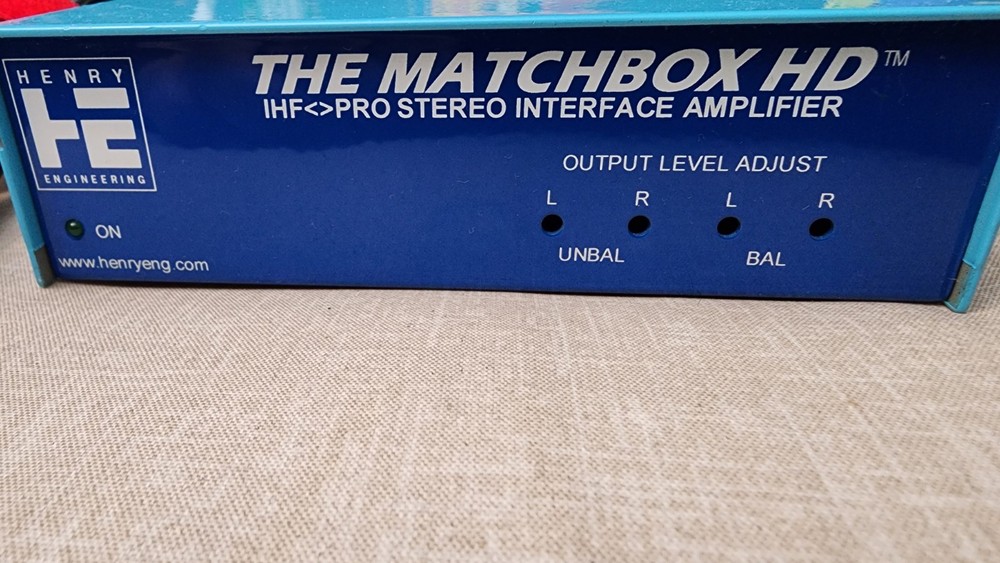 HENRY
HE
ENGINEERING
THE MATCHBOX HD™
IHF<>PRO STEREO INTERFACE AMPLIFIER
OUTPUT LEVEL ADJUST
L R L R
UNBAL BAL
ON
www.henryeng.com